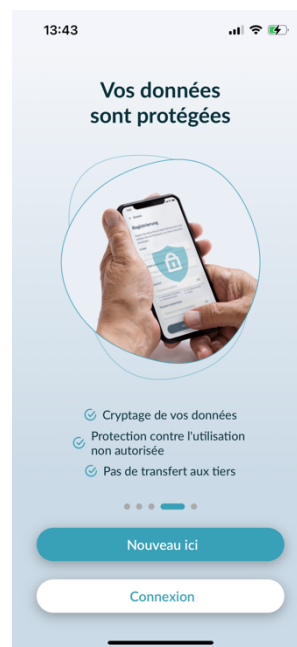 13:43
Vos données
sont protégées
Registrierung
Cryptage de vos données
Protection contre l'utilisation
non autorisée
Pas de transfert aux tiers
Nouveau ici
Connexion